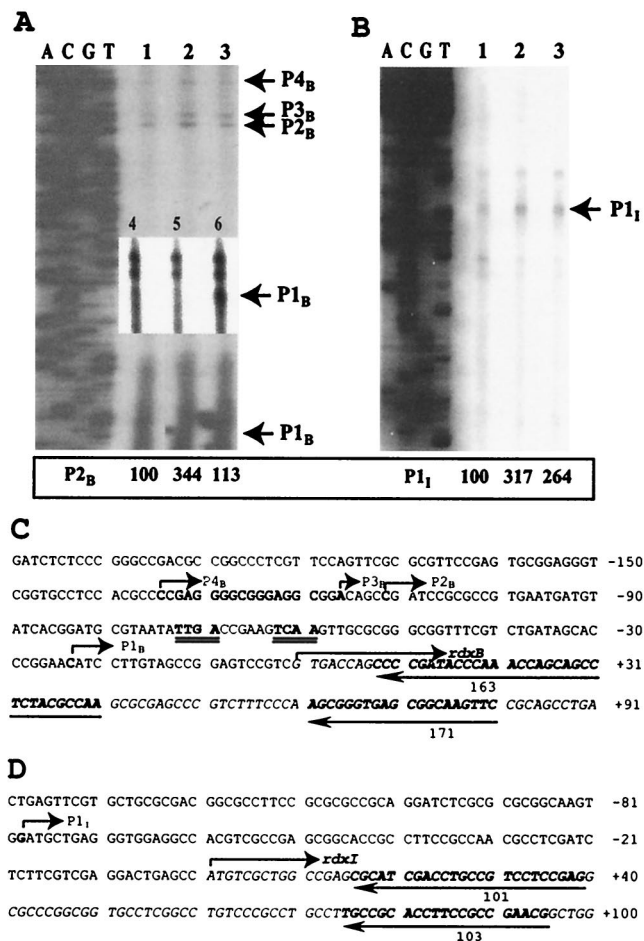 A
B
A C G T 1 2 3
A C G T 1 2 3
P4B
P3B
P2B
P1I
4 5 6
P1B
P1B
P2B 100 344 113
P1I 100 317 264
C
GATCTCTCCC GGGCCGACGC CCGGCCCTCGT TCCAGTTCGC GCGTTCCGAG TGCGGAGGGT -150
P4B P3B P2B
CGGTGCCTCC ACGCCCCGAG GGGCGGGAGG CGGACAGCCG ATCCGCGCCG TGAATGATGT -90
ATCACGGATG CGTAATATTG ACCGAAGTCA AGTTGCGCGG GCGGTTTCGT CTGATAGCAC -30
P1B rdxB
CCGGAACATC CTTGTAGCCG GAGTCCGTCG TGACCAGCCC CGATACCCAA ACCAGCAGCC +31
163
TCTACGCCAA GCGCGAGCCC GTCTTTCCCA AGCGGGTGAG CGGCAAGTTC CGCAGCCTGA +91
171
D
CTGAGTTCGT GCTGCGCGAC GGCGCCTTCC GCGCGCCGCA GGATCTCGCG CGCGGCAAGT -81
P1I
GGATGCTGAG GGTGGAGGCC ACGTCGCCGA GCGGCACCGC CTTCCGCCAA CGCCTCGATC -21
rdxI
TCTTCGTCGA GGACTGAGCC ATGTCGCTGG CCGAGCGCAT CGACCTGCCG TCCTCCGAGG +40
101
CGCCCGGCGG TGCCTCGGCC TGTCCCGCCT GCCTTGCCGC ACCTTCCGCC GAACGGCTGG +100
103